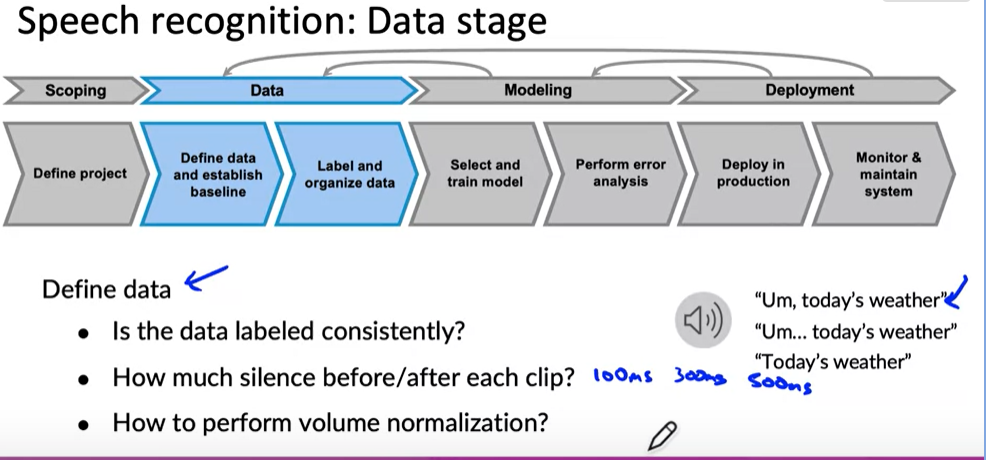 Speech recognition: Data stage
Scoping
Data
Modeling
Deployment
Define project
Define data
and establish
baseline
Label and
organize data
Select and
train model
Perform error
analysis
Deploy in
production
Monitor &
maintain
system
Define data
• Is the data labeled consistently?
• How much silence before/after each clip? 100ms 300ms 500ms
• How to perform volume normalization?
“Um, today’s weather”
“Um... today’s weather”
“Today’s weather”